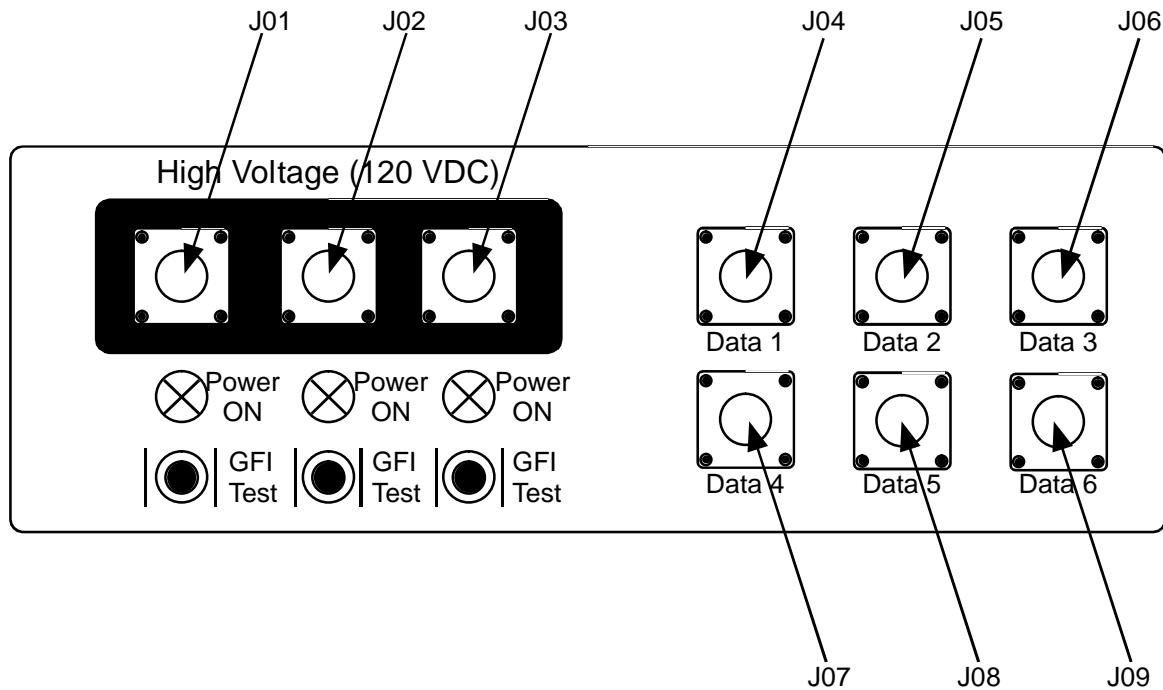 J01 J02 J03 J04 J05 J06
High Voltage (120 VDC)
Data 1 Data 2 Data 3
Power ON Power ON Power ON
GFI Test GFI Test GFI Test
Data 4 Data 5 Data 6
J07 J08 J09